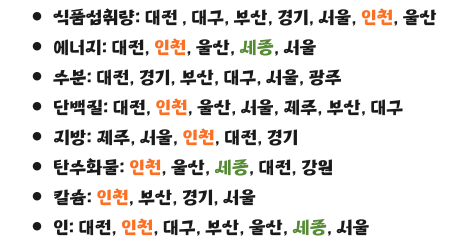 • 식품섭취량: 대전 , 대구, 부산, 경기, 서울, 인천, 울산
• 에너지: 대전, 인천, 울산, 세종, 서울
• 수분: 대전, 경기, 부산, 대구, 서울, 광주
• 단백질: 대전, 인천, 울산, 서울, 제주, 부산, 대구
• 지방: 제주, 서울, 인천, 대전, 경기
• 탄수화물: 인천, 울산, 세종, 대전, 강원
• 칼슘: 인천, 부산, 경기, 서울
• 인: 대전, 인천, 대구, 부산, 울산, 세종, 서울